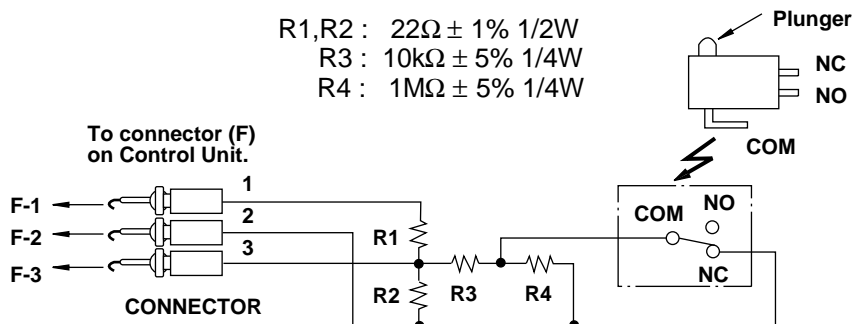 R1,R2 : 22Ω ± 1% 1/2W
R3 : 10kΩ ± 5% 1/4W
R4 : 1MΩ ± 5% 1/4W
Plunger
NC
NO
COM
To connector (F)
on Control Unit.
F-1
1
F-2
2
F-3
3
CONNECTOR
R1
R2
R3
R4
COM
NO
NC